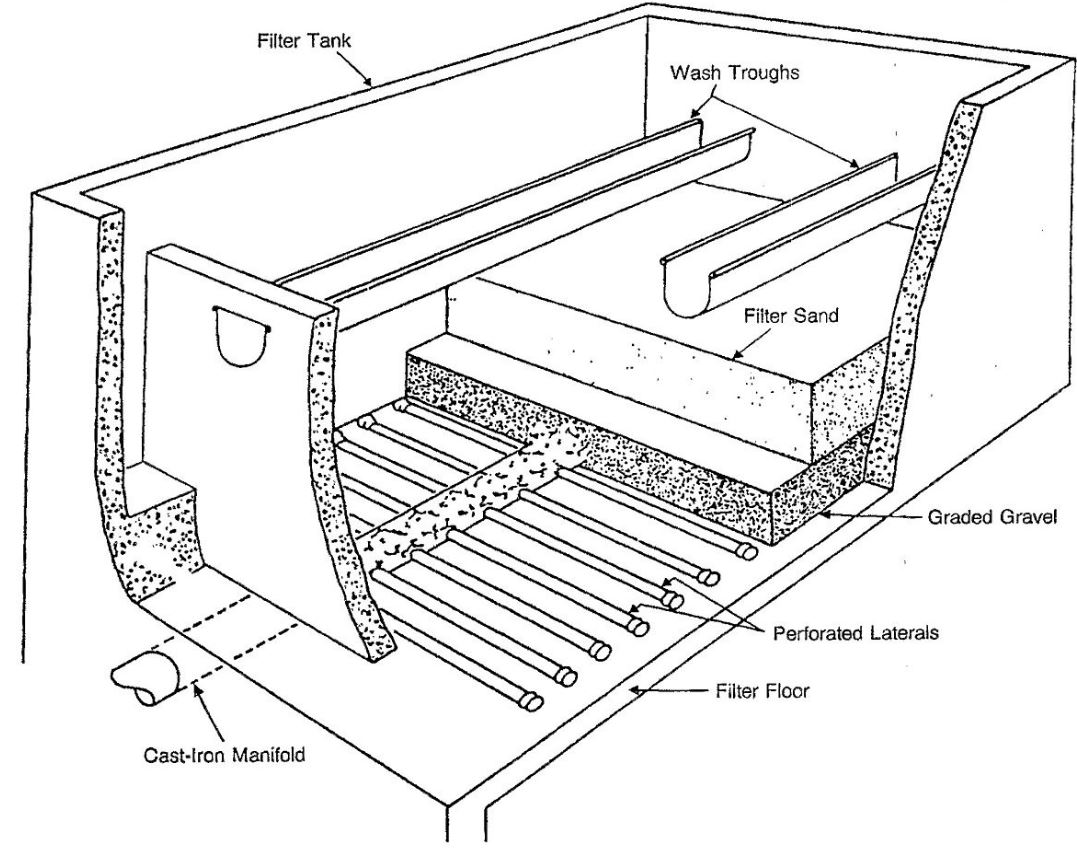 Filter Tank
Wash Troughs
Filter Sand
Graded Gravel
Perforated Laterals
Filter Floor
Cast-Iron Manifold